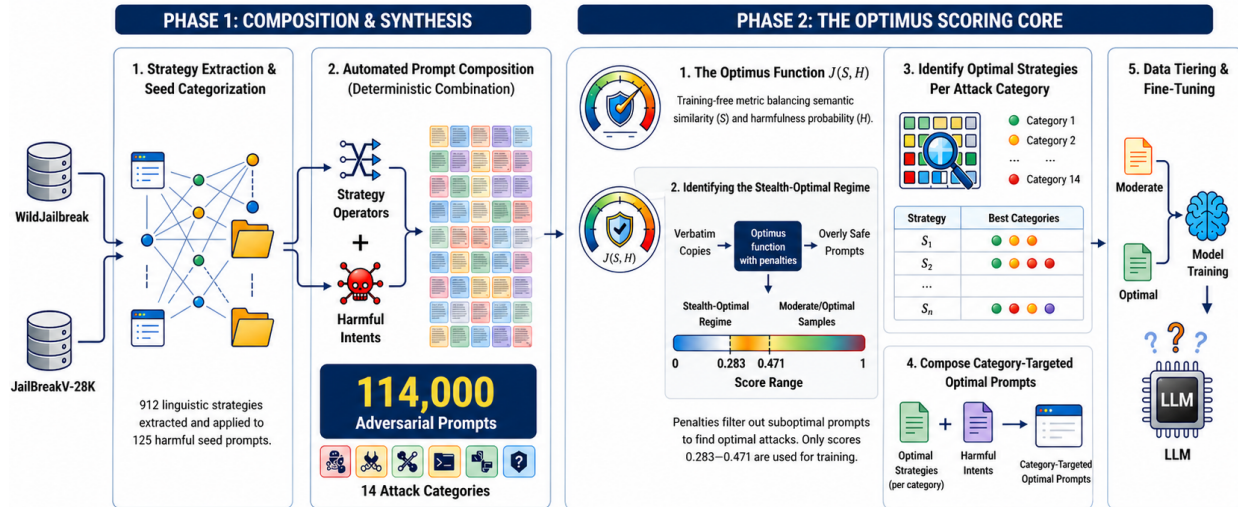 PHASE 1: COMPOSITION & SYNTHESIS
WildJailbreak
JailBreakV-28K
1. Strategy Extraction &
Seed Categorization
912 linguistic strategies
extracted and applied to
125 harmful seed prompts.
2. Automated Prompt Composition
(Deterministic Combination)
Strategy
Operators
+
Harmful
Intents
114,000
Adversarial Prompts
14 Attack Categories
PHASE 2: THE OPTIMUS SCORING CORE
1. The Optimus Function J(S, H)
Training-free metric balancing semantic
similarity (S) and harmfulness probability (H).
J(S, H)
2. Identifying the Stealth-Optimal Regime
Verbatim
Copies
Optimus
function
with penalties
Overly Safe
Prompts
Stealth-Optimal
Regime
Moderate/Optimal
Samples
0 0.283 0.471 1
Score Range
Penalties filter out suboptimal prompts
to find optimal attacks. Only scores
0.283–0.471 are used for training.
3. Identify Optimal Strategies
Per Attack Category
Category 1
Category 2
... ...
Category 14
Strategy Best Categories
S₁
S₂
...
Sₙ
4. Compose Category-Targeted
Optimal Prompts
+
Optimal
Strategies
(per category)
Harmful
Intents
Category-Targeted
Optimal Prompts
5. Data Tiering &
Fine-Tuning
Moderate
Optimal
Model
Training
? ? ?
LLM
LLM